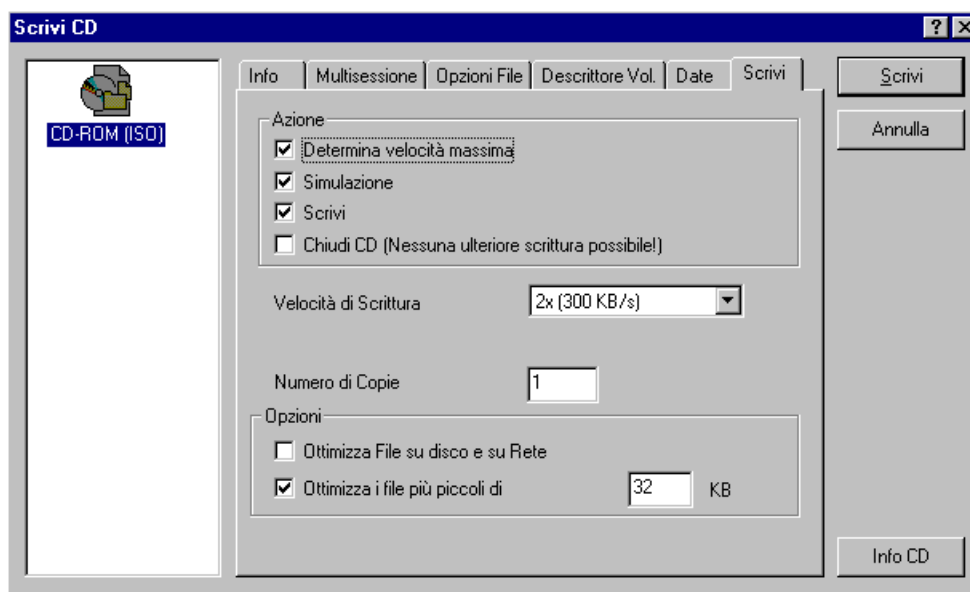 Scrivi CD
CD-ROM (ISO)
Info Multisessione Opzioni File Descrittore Vol. Date Scrivi
Azione
Determina velocità massima
Simulazione
Scrivi
Chiudi CD (Nessuna ulteriore scrittura possibile!)
Velocità di Scrittura 2x (300 KB/s)
Numero di Copie 1
Opzioni
Ottimizza File su disco e su Rete
Ottimizza i file più piccoli di 32 KB
Scrivi
Annulla
Info CD